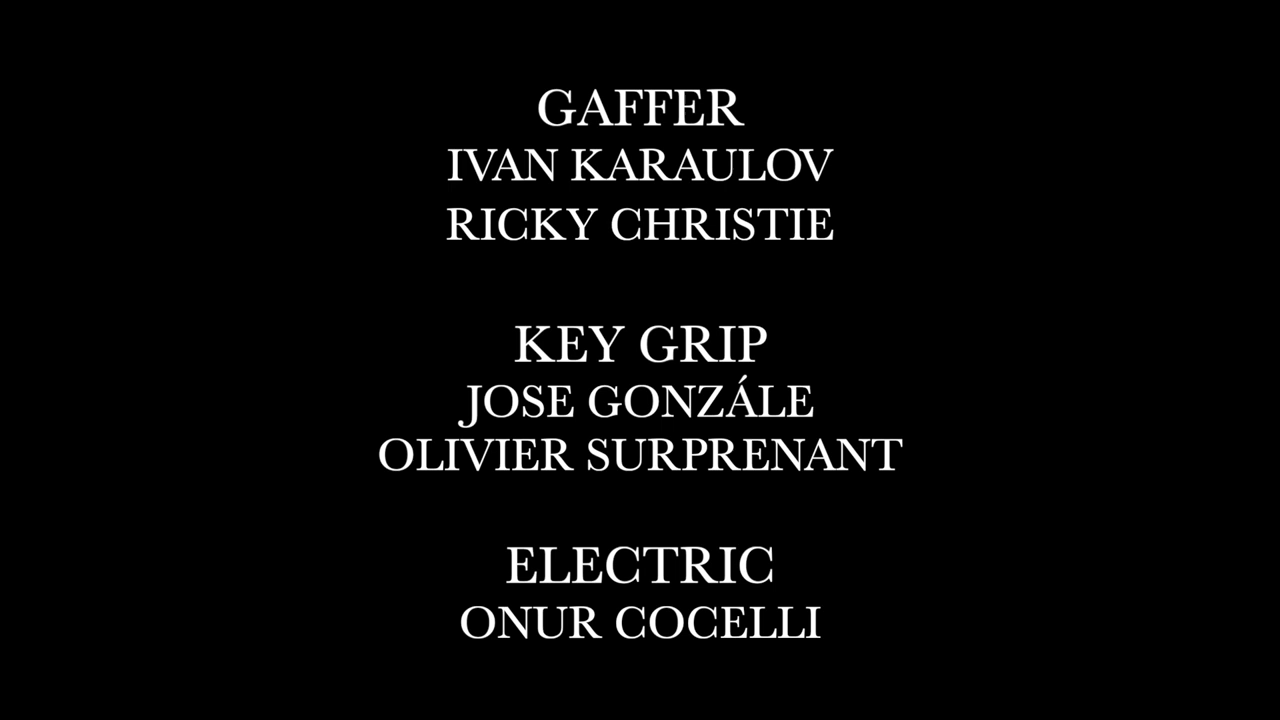 GAFFER
IVAN KARAULOV
RICKY CHRISTIE
KEY GRIP
JOSE GONZÁLE
OLIVIER SURPRENANT
ELECTRIC
ONUR COCELLI